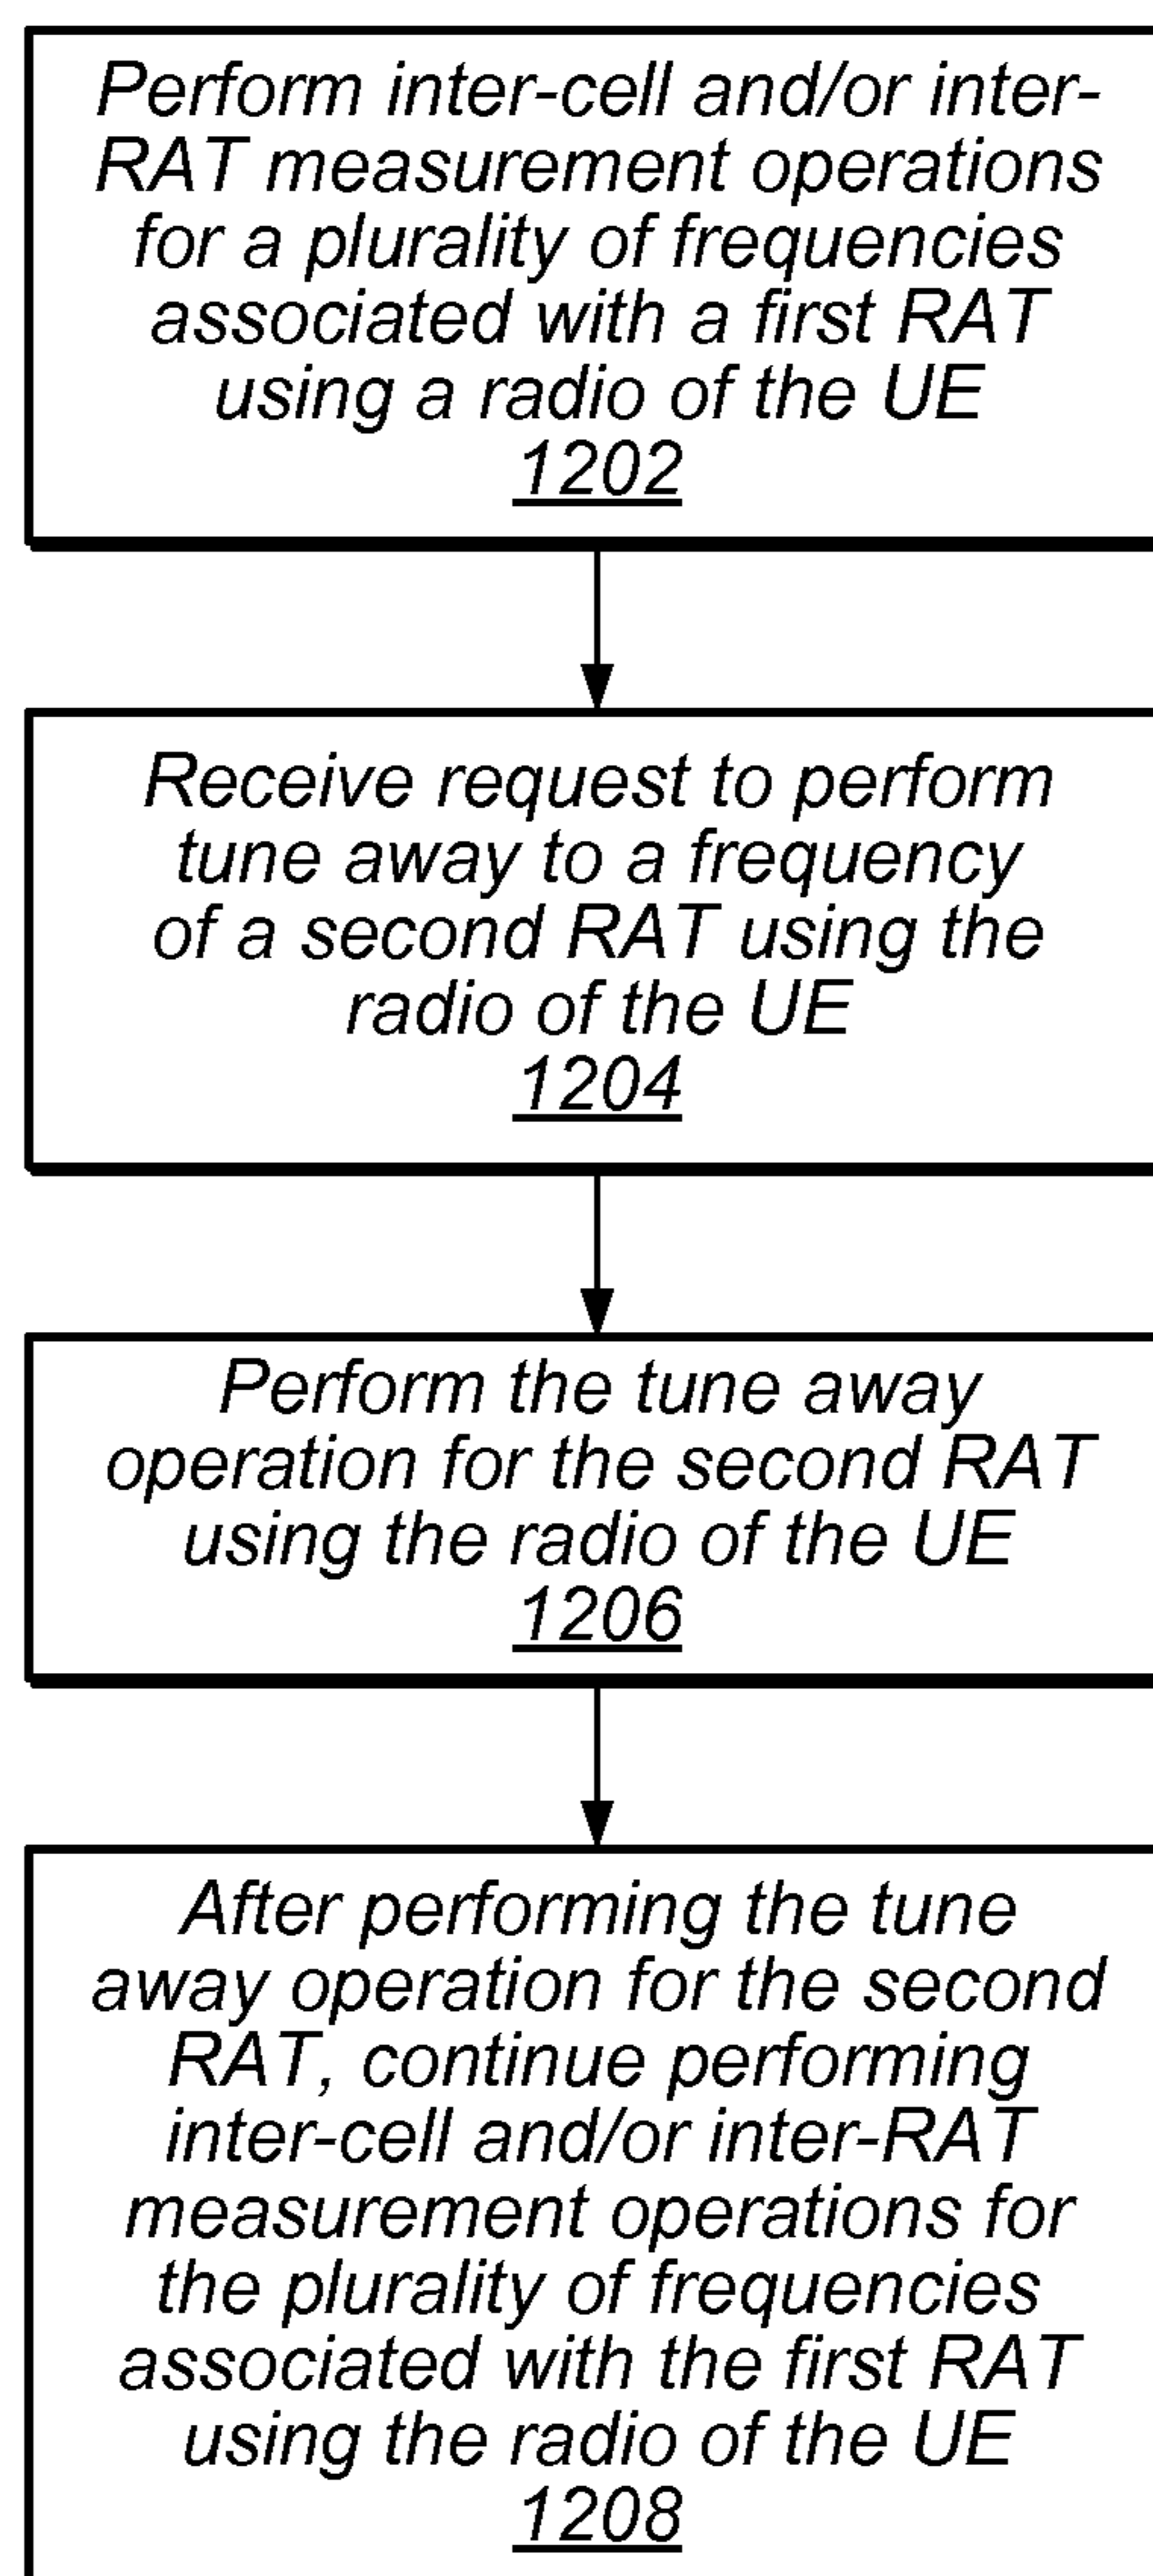 Perform inter-cell and/or inter-
RAT measurement operations
for a plurality of frequencies
associated with a first RAT
using a radio of the UE
1202
Receive request to perform
tune away to a frequency
of a second RAT using the
radio of the UE
1204
Perform the tune away
operation for the second RAT
using the radio of the UE
1206
After performing the tune
away operation for the second
RAT, continue performing
inter-cell and/or inter-RAT
measurement operations for
the plurality of frequencies
associated with the first RAT
using the radio of the UE
1208